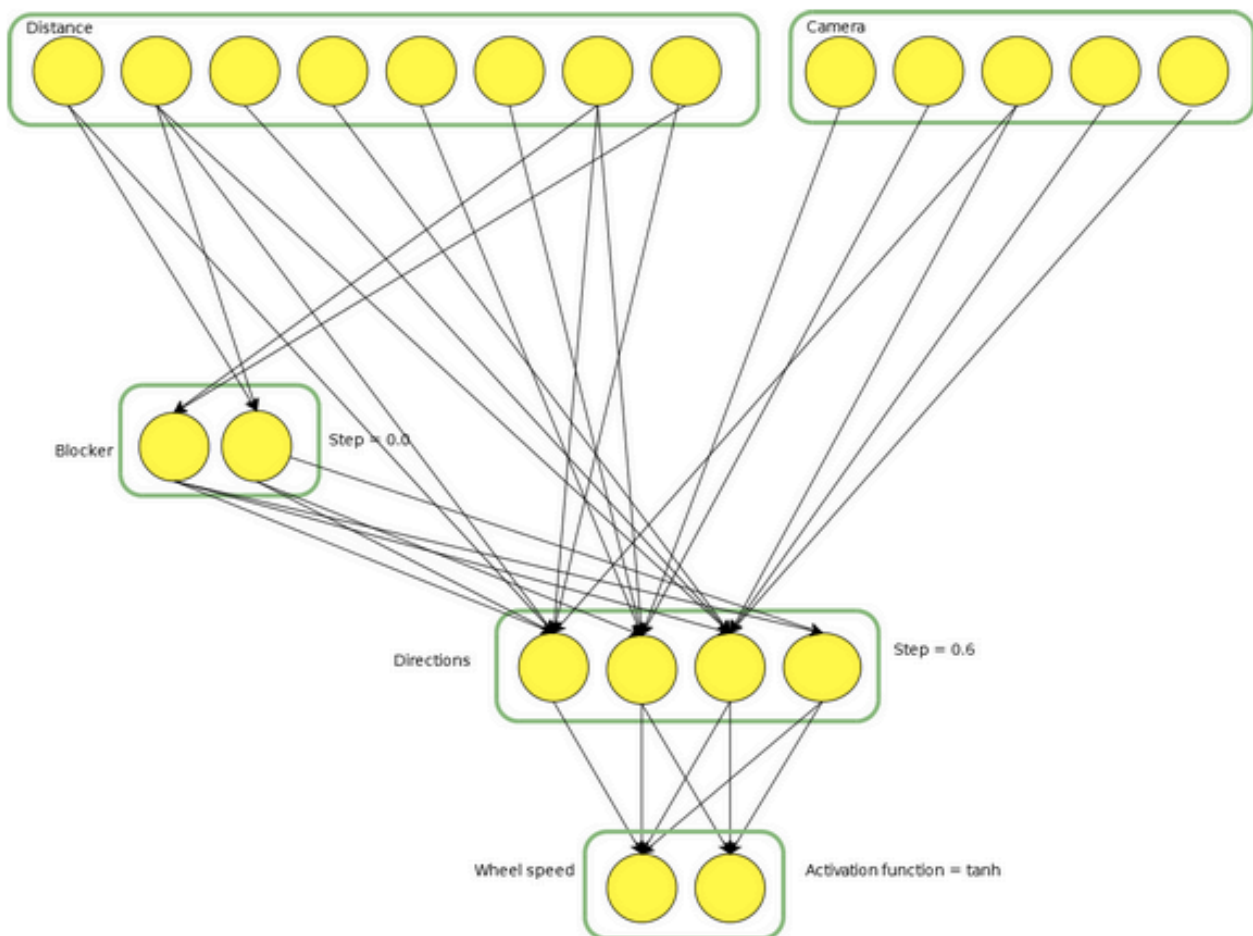 Distance
Camera
Blocker
Step = 0.0
Directions
Step = 0.6
Wheel speed
Activation function = tanh